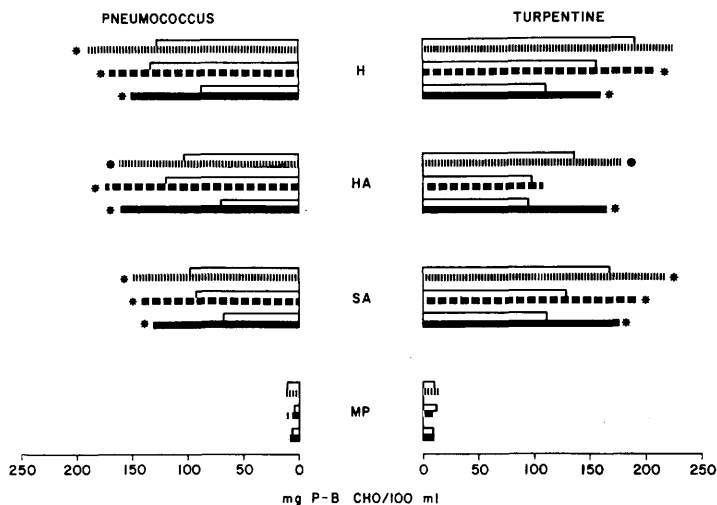 PNEUMOCOCCUS TURPENTINE
* H
* *
* *
● HA ●
*
* *
* SA *
* *
* *
MP
250 200 150 100 50 0 0 50 100 150 200 250
mg P-B CHO/100 ml